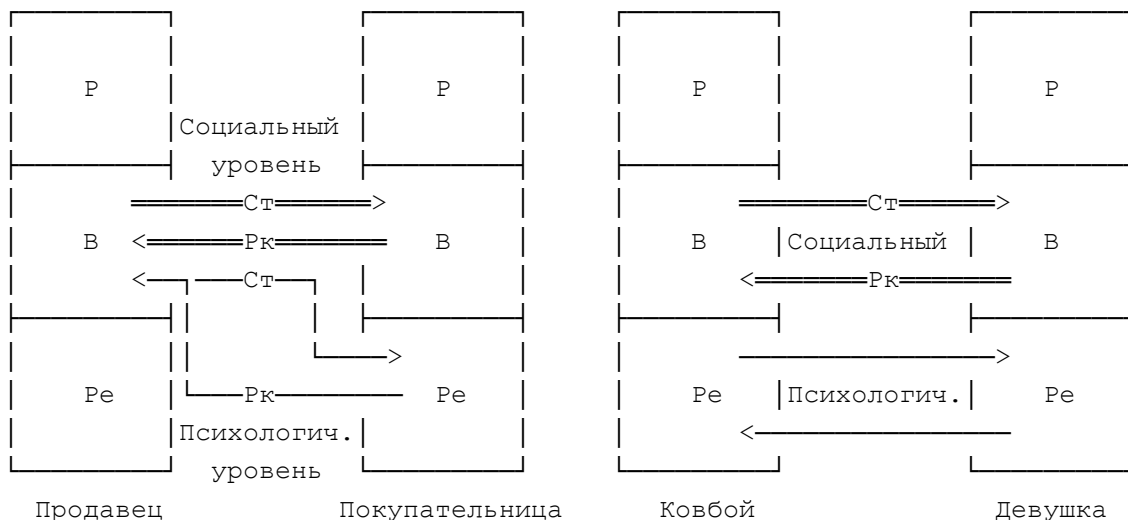 Р Р Р Р
Социальный
уровень
Ст Ст
В Рк В В Социальный В
Ст Рк
Ре Рк Ре Ре Психологич. Ре
Психологич.
уровень
Продавец Покупательница Ковбой Девушка